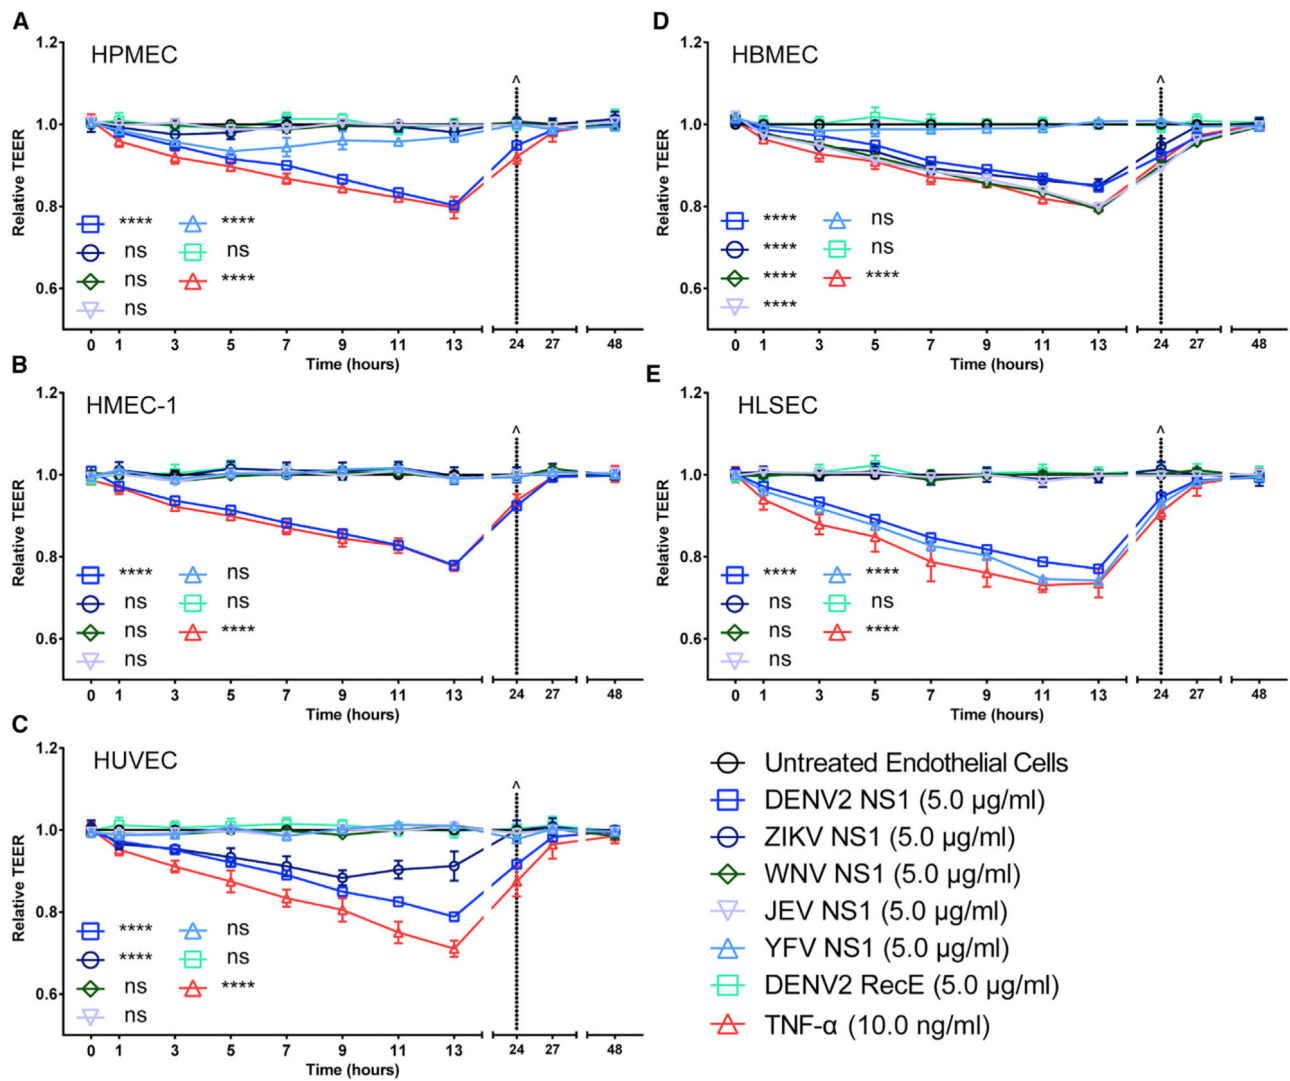 A
HPMEC
^
1.2
1.0
0.8
0.6
Relative TEER
**** ****
ns ns
ns ****
ns
0 1 3 5 7 9 11 13 24 27 48
Time (hours)
B
HMEC-1
^
1.2
1.0
0.8
0.6
Relative TEER
**** ns
ns ns
ns ****
ns
0 1 3 5 7 9 11 13 24 27 48
Time (hours)
C
HUVEC
^
1.2
1.0
0.8
0.6
Relative TEER
**** ns
**** ns
ns ****
ns
0 1 3 5 7 9 11 13 24 27 48
Time (hours)
D
HBMEC
^
1.2
1.0
0.8
0.6
Relative TEER
**** ns
**** ns
**** ****
****
0 1 3 5 7 9 11 13 24 27 48
Time (hours)
E
HLSEC
^
1.2
1.0
0.8
0.6
Relative TEER
**** ****
ns ns
ns ****
ns
0 1 3 5 7 9 11 13 24 27 48
Time (hours)
Untreated Endothelial Cells
DENV2 NS1 (5.0 µg/ml)
ZIKV NS1 (5.0 µg/ml)
WNV NS1 (5.0 µg/ml)
JEV NS1 (5.0 µg/ml)
YFV NS1 (5.0 µg/ml)
DENV2 RecE (5.0 µg/ml)
TNF-α (10.0 ng/ml)